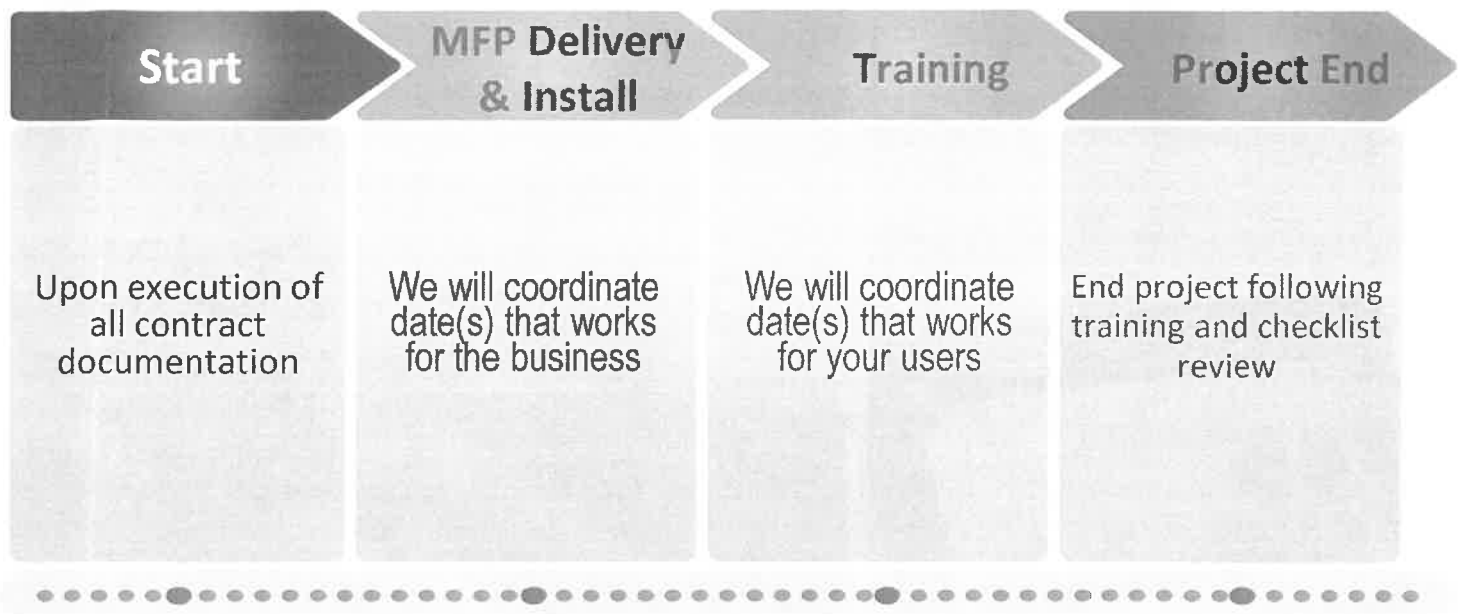 Start
MFP Delivery
& Install
Training
Project End
Upon execution of
all contract
documentation
We will coordinate
date(s) that works
for the business
We will coordinate
date(s) that works
for your users
End project following
training and checklist
review